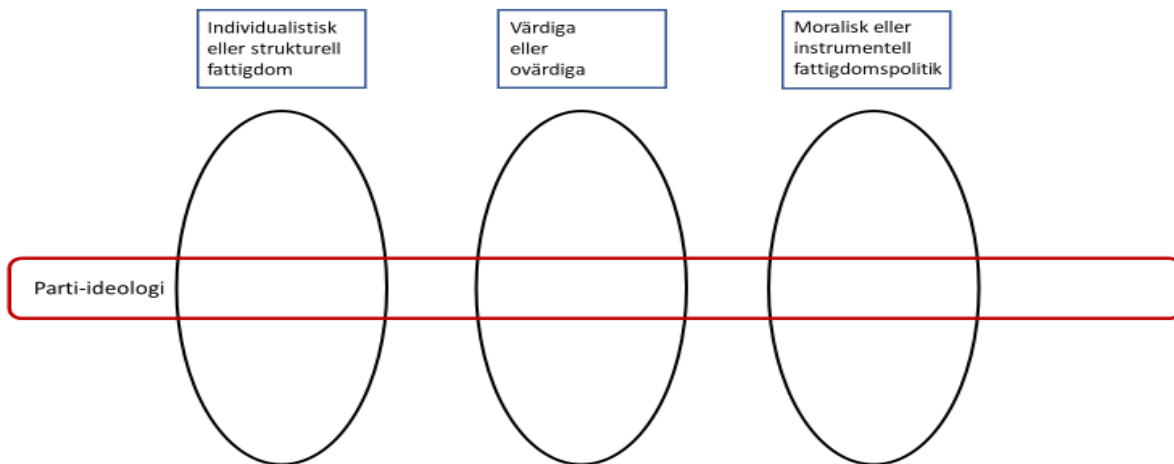 Individualistisk
eller strukturell
fattigdom
Värdiga
eller
ovärdiga
Moralisk eller
instrumentell
fattigdomspolitik
Parti-ideologi